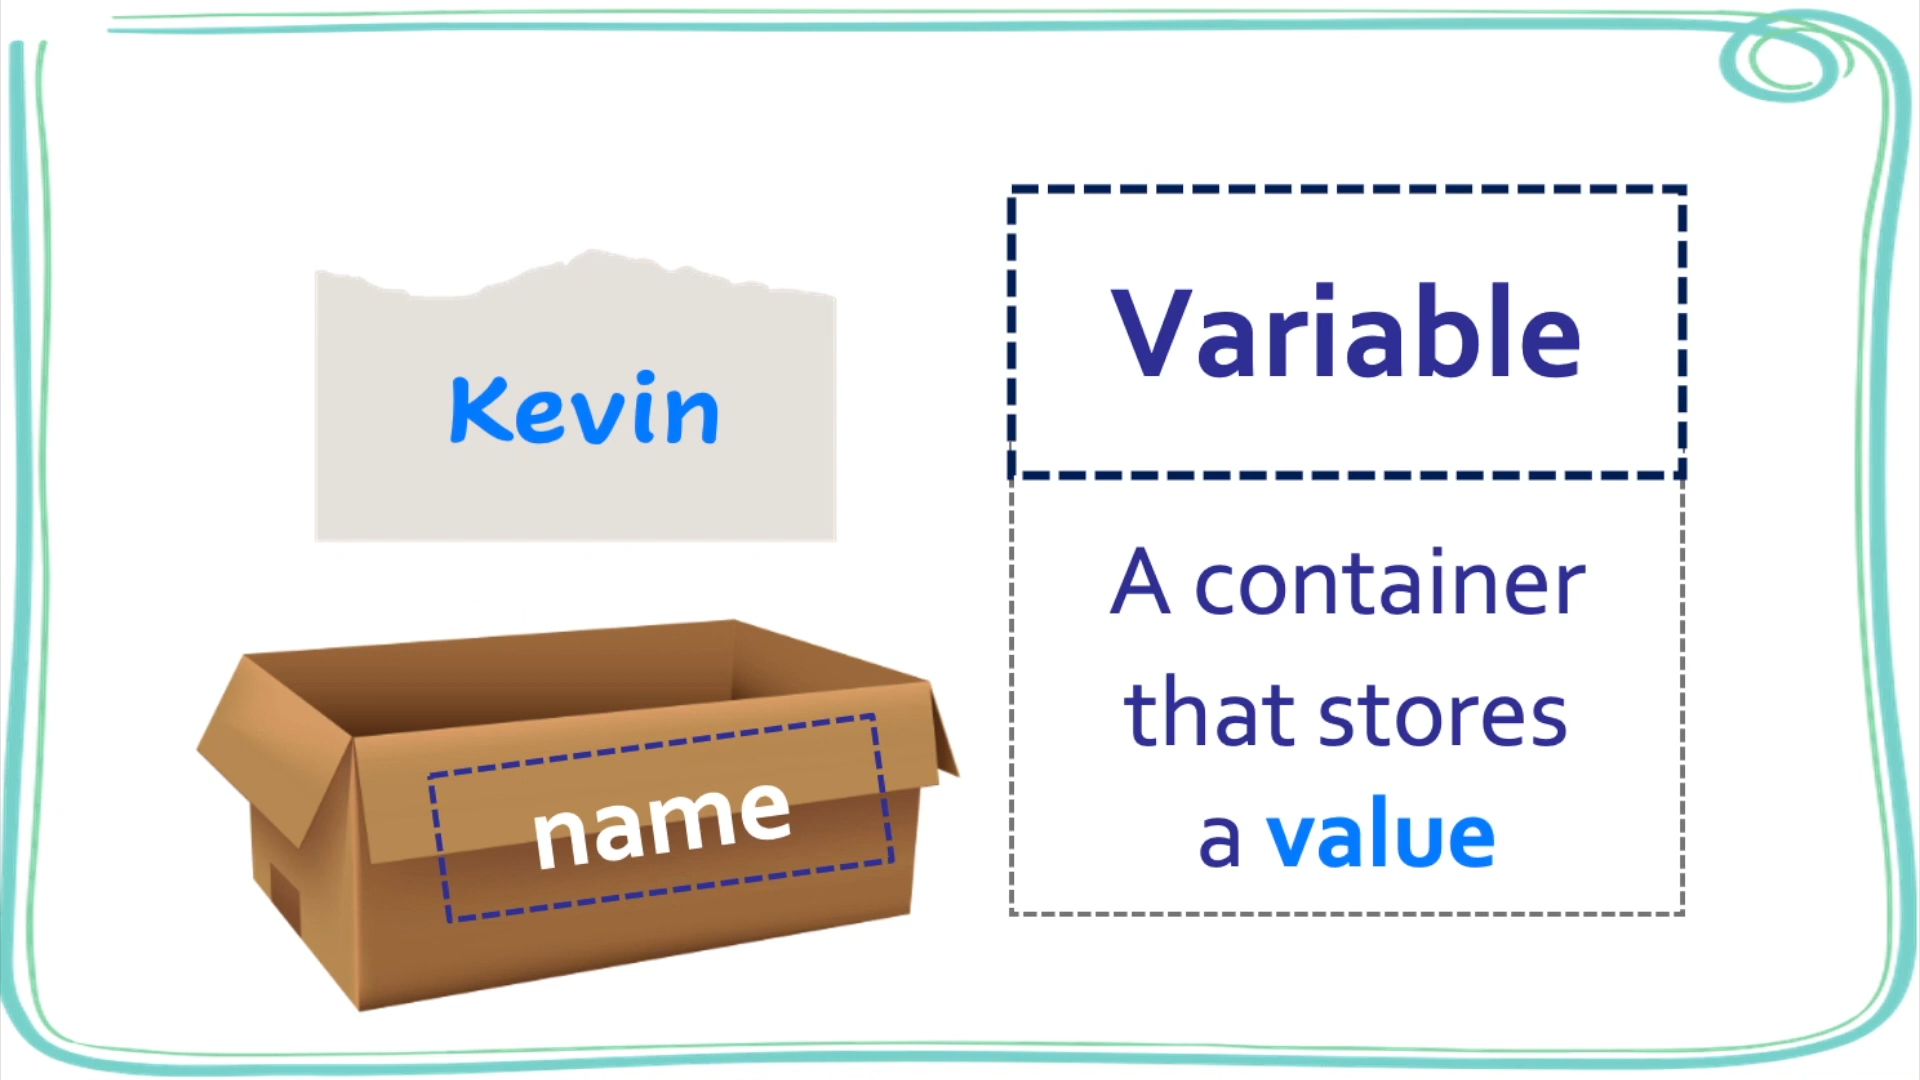 Kevin
name
Variable
A container
that stores
a value